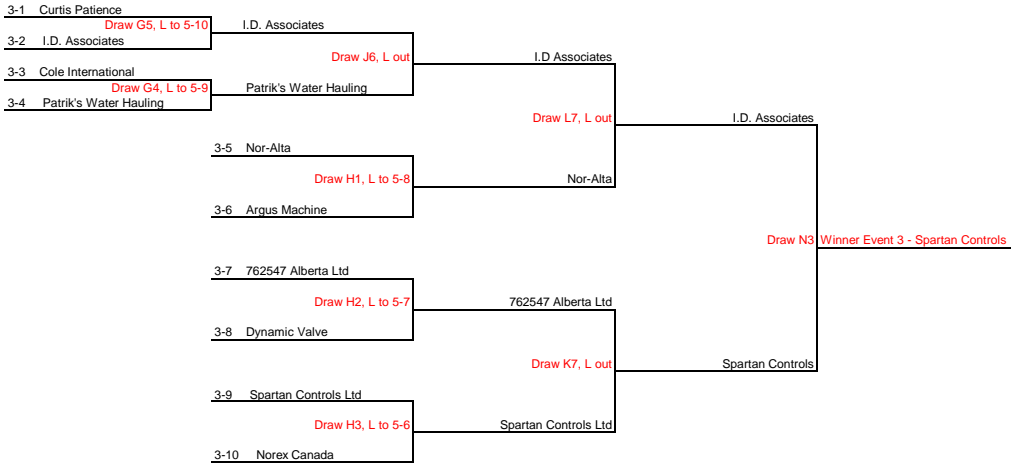 3-1 Curtis Patience
Draw G5, L to 5-10
I.D. Associates
3-2 I.D. Associates
Draw J6, L out
I.D Associates
3-3 Cole International
Draw G4, L to 5-9
Patrik's Water Hauling
3-4 Patrik's Water Hauling
Draw L7, L out
I.D. Associates
3-5 Nor-Alta
Draw H1, L to 5-8
Nor-Alta
3-6 Argus Machine
Draw N3
Winner Event 3 - Spartan Controls
3-7 762547 Alberta Ltd
Draw H2, L to 5-7
762547 Alberta Ltd
3-8 Dynamic Valve
Draw K7, L out
Spartan Controls
3-9 Spartan Controls Ltd
Draw H3, L to 5-6
Spartan Controls Ltd
3-10 Norex Canada